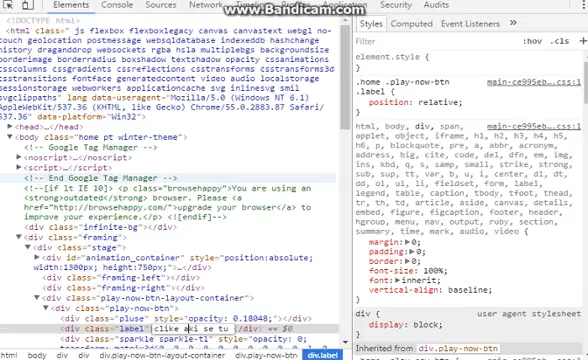 Elements Console Sources Network Timeline Profiles Application Security Audits
www.Bandicam.com
<!DOCTYPE html>
<html class=" js flexbox flexboxlegacy canvas canvastext webgl no-
touch geolocation postmessage websqldatabase indexeddb hashchange
history draganddrop websockets rgba hsla multiplebgs backgroundsize
borderimage borderradius boxshadow textshadow opacity cssanimations
csscolumns cssgradients cssreflections csstransforms csstransforms3d
csstransitions fontface generatedcontent video audio localstorage
sessionstorage webworkers applicationcache svg inlinesvg smil
svgclippaths" lang data-useragent="Mozilla/5.0 (Windows NT 6.1)
AppleWebKit/537.36 (KHTML, like Gecko) Chrome/55.0.2883.87 Safari/
537.36" data-platform="Win32">
<head>…</head>
<body class="home pt winter-theme">
<!-- Google Tag Manager -->
<noscript>…</noscript>
<script>…</script>
<!-- End Google Tag Manager -->
<!--[if lt IE 10]> <p class="browsehappy">You are using an
<strong>outdated</strong> browser. Please <a
href="http://browsehappy.com/">upgrade your browser</a> to
improve your experience.</p> <![endif]-->
<div class="infinite-bg"></div>
<div class="framing">
<div class="stage">
<div id="animation_container" style="position:absolute;
width:1300px; height:750px;">…</div>
<div class="framing-left"></div>
<div class="framing-right"></div>
<div class="play-now-btn-layout-container">
<div class="play-now-btn">
<div class="pluse" style="opacity: 0.18048;"></div>
<div class="label"> clike aki se tu </div> == $0
<div class="sparkle sparkle-tl" style="opacity: 0;
html body div div div.play-now-btn-layout-container div.play-now-btn div.label
Styles Computed Event Listeners
Filter :hov .cls
element.style {
}
.home .play-now-btn main-ce995eb….css:1
.label {
position: relative;
}
html, body, div, span, main-ce995eb….css:1
applet, object, iframe, h1, h2, h3, h4, h5,
h6, p, blockquote, pre, a, abbr, acronym,
address, big, cite, code, del, dfn, em, img,
ins, kbd, q, s, samp, small, strike, strong,
sub, sup, tt, var, b, u, i, center, dl, dt,
dd, ol, ul, li, fieldset, form, label,
legend, table, caption, tbody, tfoot, thead,
tr, th, td, article, aside, canvas, details,
embed, figure, figcaption, footer, header,
hgroup, menu, nav, output, ruby, section,
summary, time, mark, audio, video {
margin: 0;
padding: 0;
border: 0;
font-size: 100%;
font: inherit;
vertical-align: baseline;
}
div { user agent stylesheet
display: block;
}
Inherited from div.play-now-btn